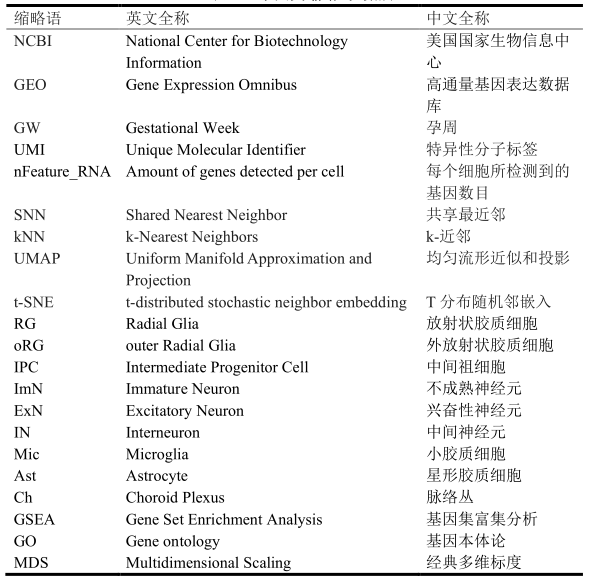 缩略语 英文全称 中文全称
NCBI National Center for Biotechnology 美国国家生物信息中
Information 心
GEO Gene Expression Omnibus 高通量基因表达数据
库
GW Gestational Week 孕周
UMI Unique Molecular Identifier 特异性分子标签
nFeature_RNA Amount of genes detected per cell 每个细胞所检测到的
基因数目
SNN Shared Nearest Neighbor 共享最近邻
kNN k-Nearest Neighbors k-近邻
UMAP Uniform Manifold Approximation and 均匀流形近似和投影
Projection
t-SNE t-distributed stochastic neighbor embedding T 分布随机邻嵌入
RG Radial Glia 放射状胶质细胞
oRG outer Radial Glia 外放射状胶质细胞
IPC Intermediate Progenitor Cell 中间祖细胞
ImN Immature Neuron 不成熟神经元
ExN Excitatory Neuron 兴奋性神经元
IN Interneuron 中间神经元
Mic Microglia 小胶质细胞
Ast Astrocyte 星形胶质细胞
Ch Choroid Plexus 脉络丛
GSEA Gene Set Enrichment Analysis 基因集富集分析
GO Gene ontology 基因本体论
MDS Multidimensional Scaling 经典多维标度